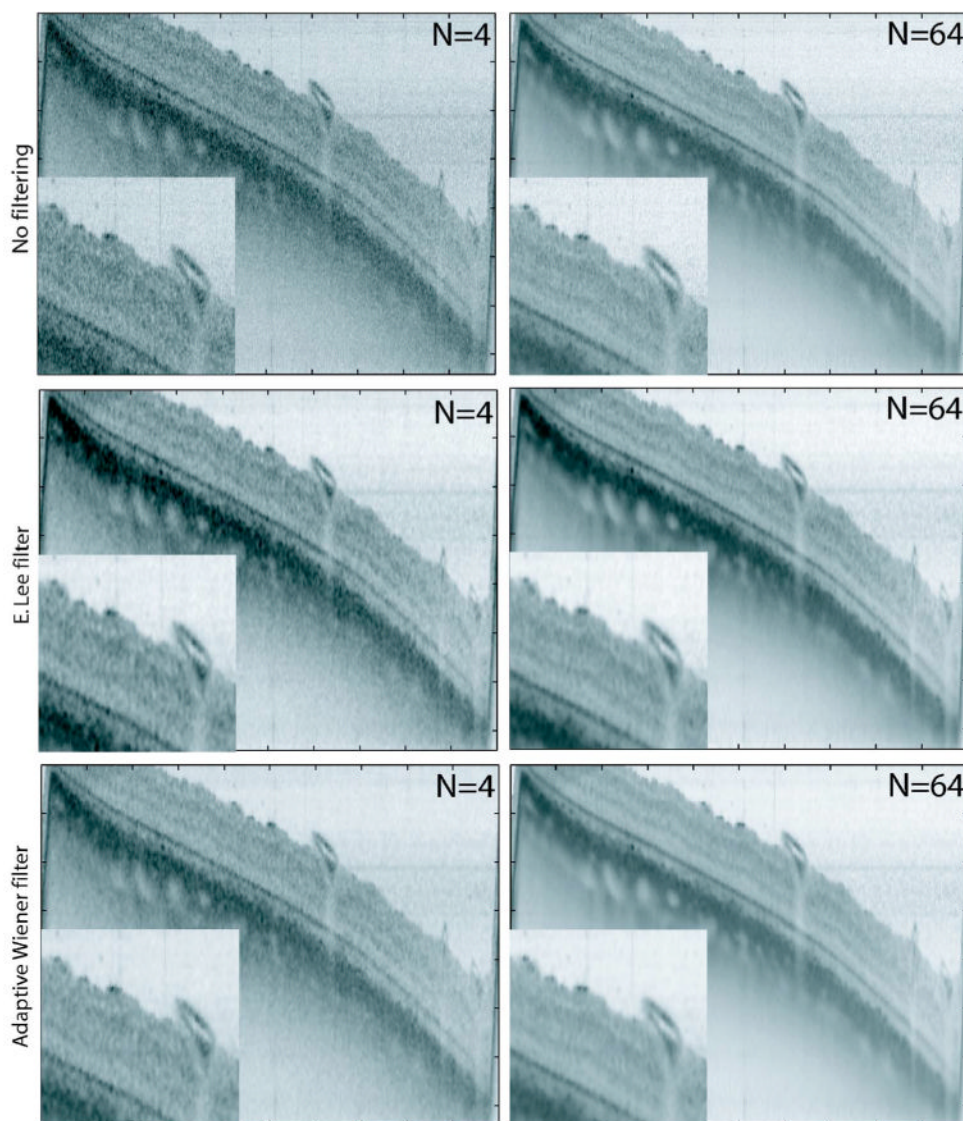 N=4
N=64
No filtering
N=4
N=64
E.Lee filter
N=4
N=64
Adaptive Wiener filter